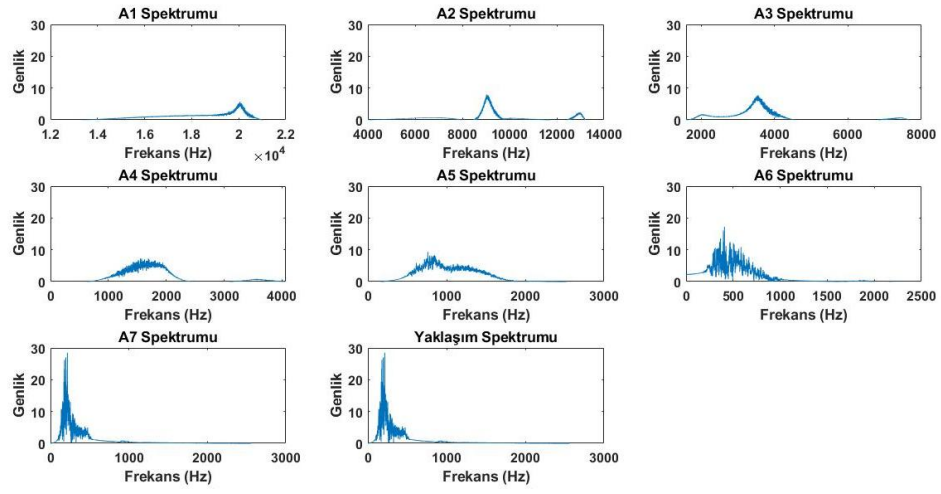 A1 Spektrumu
30
20
10
0
Genlik
1.2 1.4 1.6 1.8 2 2.2
Frekans (Hz)
×10^4
A2 Spektrumu
30
20
10
0
Genlik
4000 6000 8000 10000 12000 14000
Frekans (Hz)
A3 Spektrumu
30
20
10
0
Genlik
2000 4000 6000 8000
Frekans (Hz)
A4 Spektrumu
30
20
10
0
Genlik
0 1000 2000 3000 4000
Frekans (Hz)
A5 Spektrumu
30
20
10
0
Genlik
0 1000 2000 3000
Frekans (Hz)
A6 Spektrumu
30
20
10
0
Genlik
0 500 1000 1500 2000 2500
Frekans (Hz)
A7 Spektrumu
30
20
10
0
Genlik
0 1000 2000 3000
Frekans (Hz)
Yaklaşım Spektrumu
30
20
10
0
Genlik
0 1000 2000 3000
Frekans (Hz)